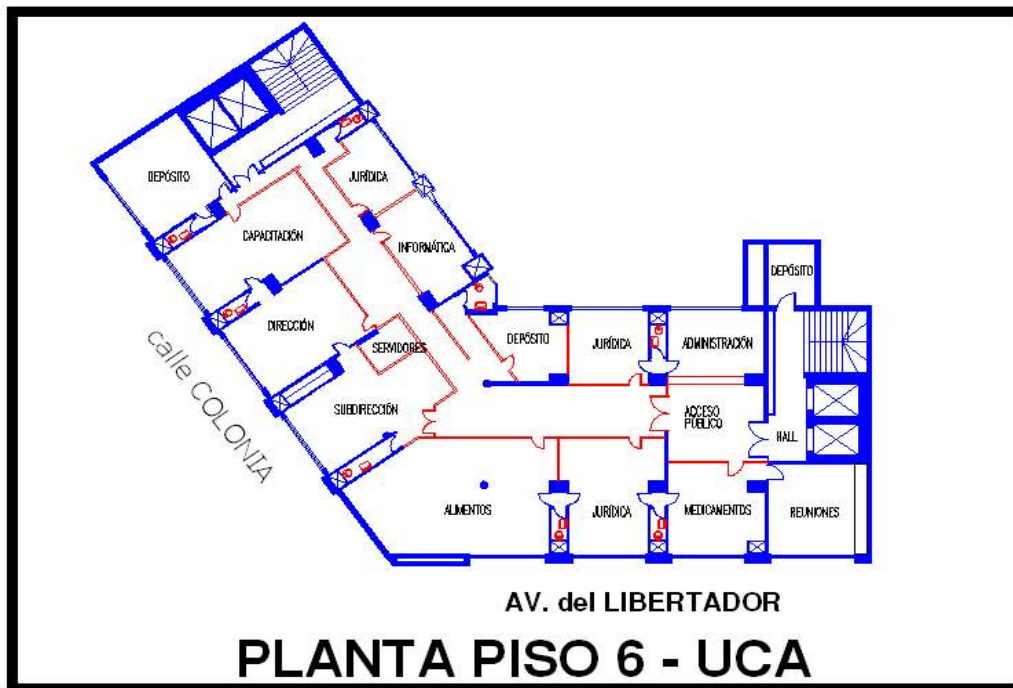 DEPÓSITO
JURÍDICA
CAPACITACIÓN
INFORMÁTICA
DEPÓSITO
DIRECCIÓN
SERVIDORES
DEPÓSITO
JURÍDICA
ADMINISTRACIÓN
SUBDIRECCIÓN
ACCESO
PÚBLICO
HALL
calle COLONIA
ALIMENTOS
JURÍDICA
MEDICAMENTOS
REUNIONES
AV. del LIBERTADOR
PLANTA PISO 6 - UCA